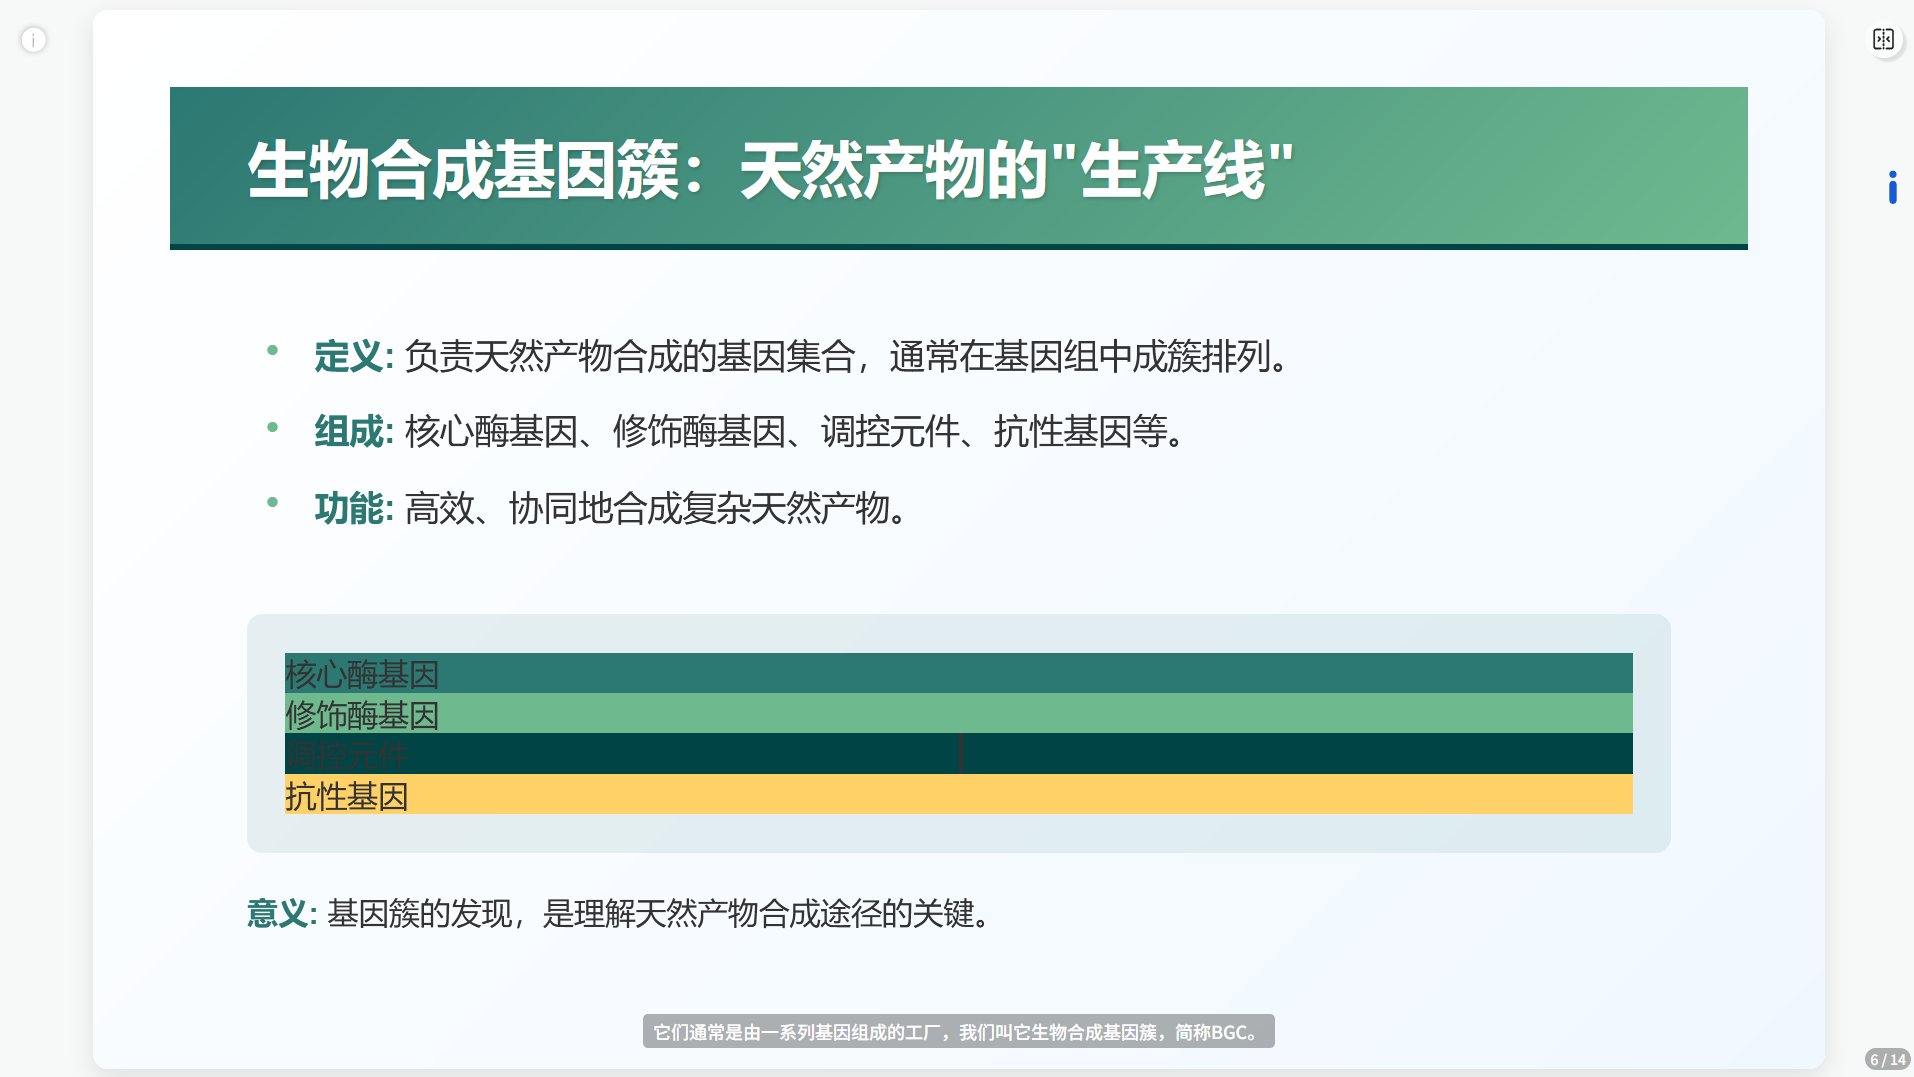 生物合成基因簇：天然产物的"生产线"
定义: 负责天然产物合成的基因集合，通常在基因组中成簇排列。
组成: 核心酶基因、修饰酶基因、调控元件、抗性基因等。
功能: 高效、协同地合成复杂天然产物。
核心酶基因
修饰酶基因
调控元件
抗性基因
意义: 基因簇的发现，是理解天然产物合成途径的关键。
它们通常是由一系列基因组成的工厂，我们叫它生物合成基因簇，简称BGC。
6 / 14